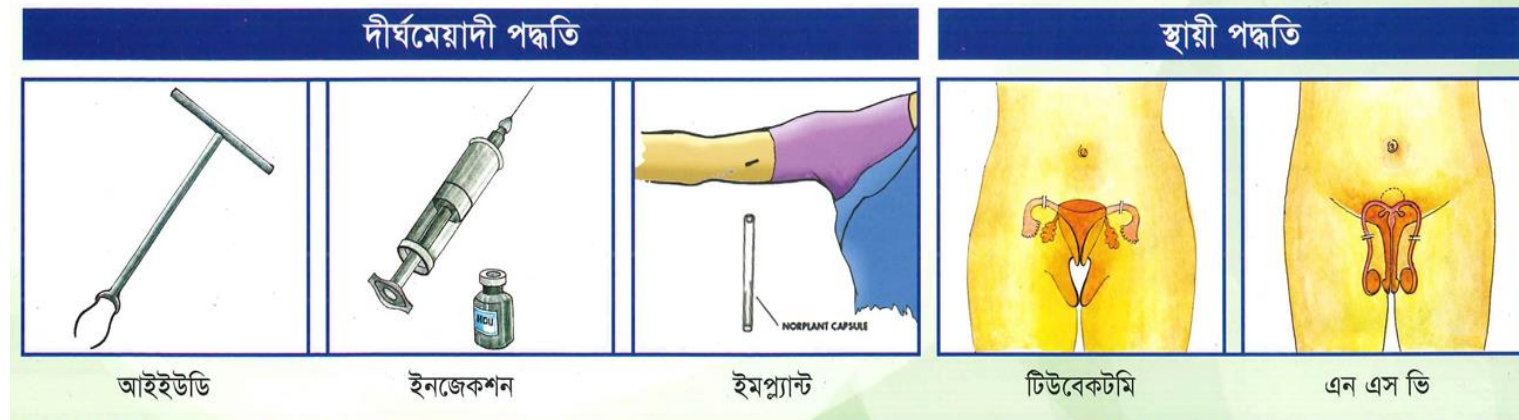 দীর্ঘমেয়াদী পদ্ধতি
স্থায়ী পদ্ধতি
NORPLANT CAPSULE
আইইউডি
ইনজেকশন
ইমপ্ল্যান্ট
টিউবেকটমি
এন এস ভি